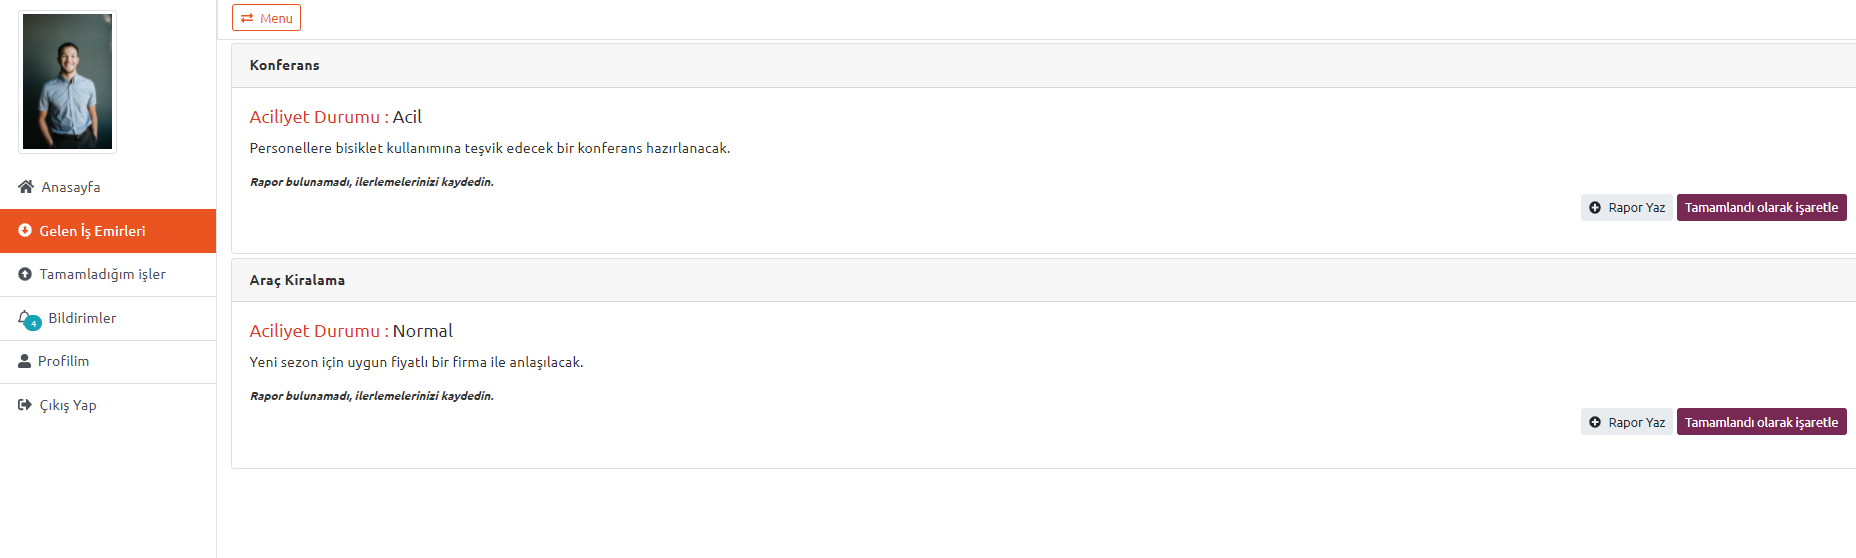 Menu
Anasayfa
Gelen İş Emirleri
Tamamladığım işler
4
Bildirimler
Profilim
Çıkış Yap
Konferans
Aciliyet Durumu : Acil
Personellere bisiklet kullanımına teşvik edecek bir konferans hazırlanacak.
Rapor bulunamadı, ilerlemelerinizi kaydedin.
Rapor Yaz
Tamamlandı olarak işaretle
Araç Kiralama
Aciliyet Durumu : Normal
Yeni sezon için uygun fiyatlı bir firma ile anlaşılacak.
Rapor bulunamadı, ilerlemelerinizi kaydedin.
Rapor Yaz
Tamamlandı olarak işaretle